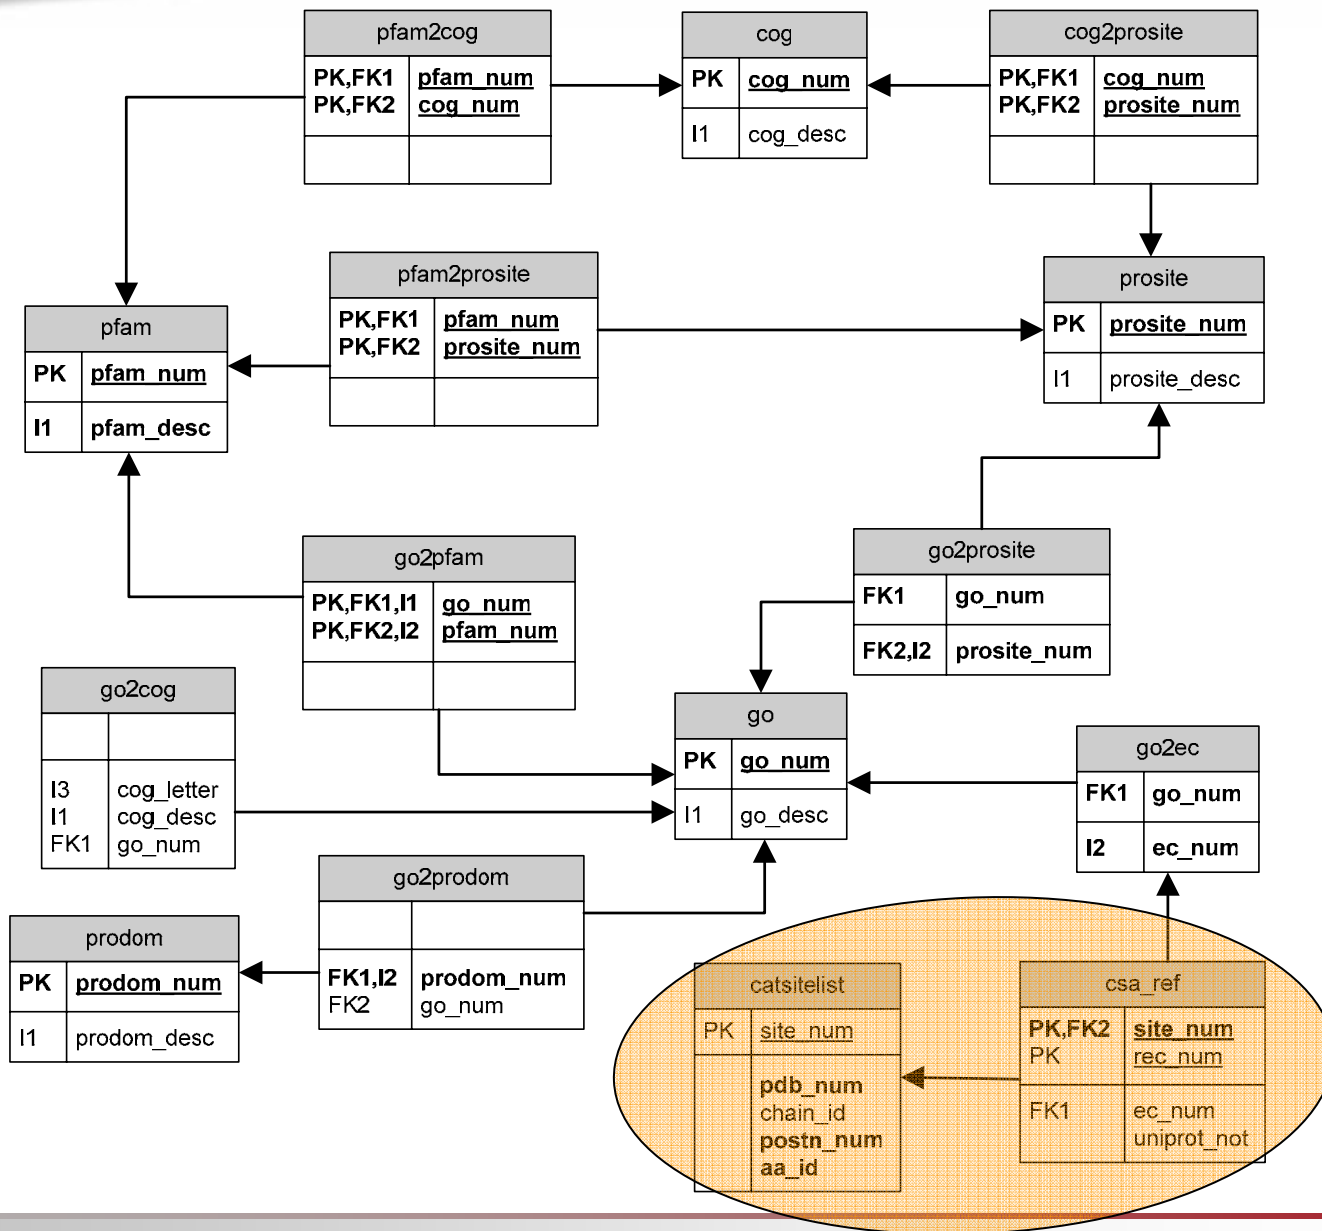 pfam2cog
PK,FK1 pfam_num
PK,FK2 cog_num
cog
PK cog_num
I1 cog_desc
cog2prosite
PK,FK1 cog_num
PK,FK2 prosite_num
pfam2prosite
PK,FK1 pfam_num
PK,FK2 prosite_num
prosite
PK prosite_num
I1 prosite_desc
pfam
PK pfam_num
I1 pfam_desc
go2pfam
PK,FK1,I1 go_num
PK,FK2,I2 pfam_num
go2prosite
FK1 go_num
FK2,I2 prosite_num
go2cog
I3 cog_letter
I1 cog_desc
FK1 go_num
go
PK go_num
I1 go_desc
go2ec
FK1 go_num
I2 ec_num
go2prodom
FK1,I2 prodom_num
FK2 go_num
prodom
PK prodom_num
I1 prodom_desc
catsitelist
PK site_num
pdb_num
chain_id
postn_num
aa_id
csa_ref
PK,FK2 site_num
PK rec_num
FK1 ec_num
uniprot_not